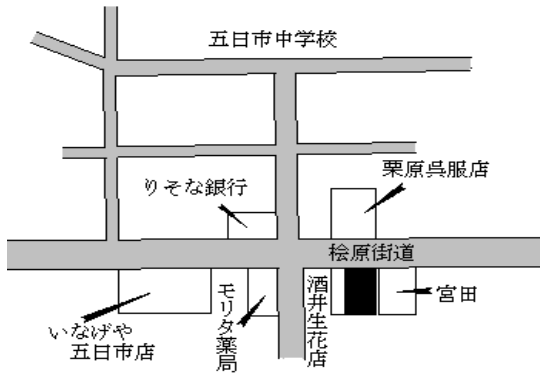 五日市中学校
栗原呉服店
りそな銀行
桧原街道
いなげや
五日市店
モリタ薬局
酒井生花店
宮田